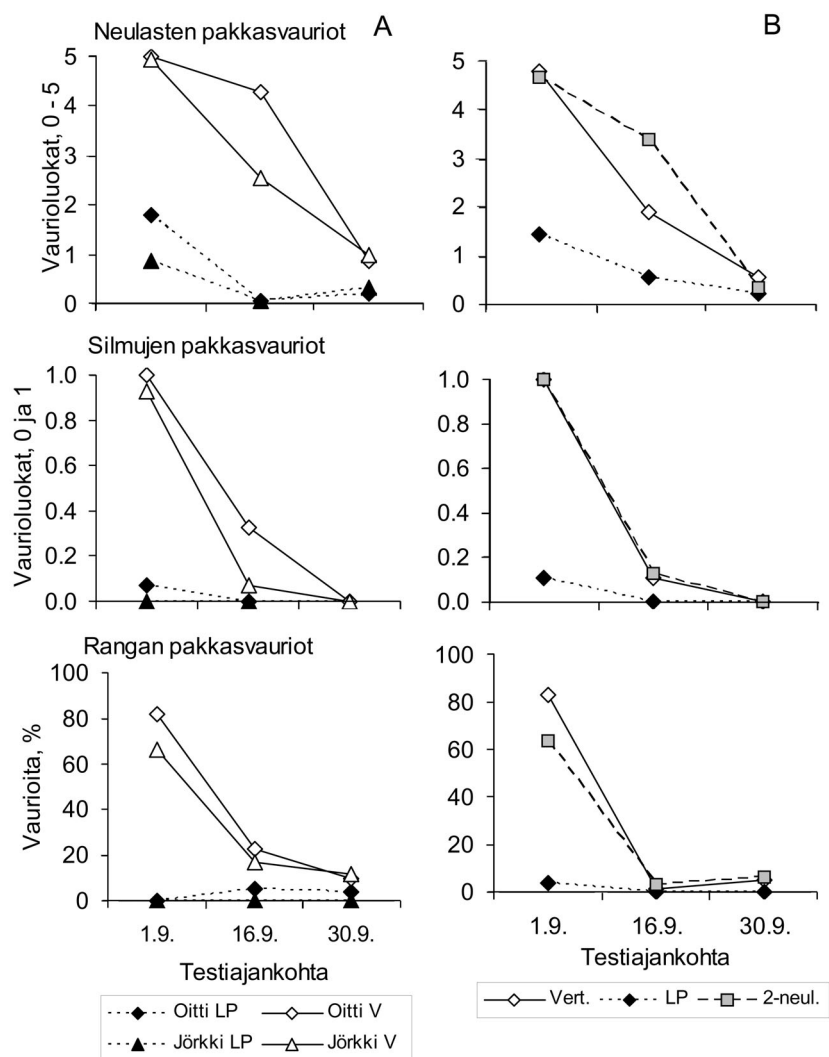 Neulasten pakkasvauriot
A
B
Vaurioluokat, 0 - 5
5
4
3
2
1
0
5
4
3
2
1
0
Silmujen pakkasvauriot
Vaurioluokat, 0 ja 1
1.0
0.8
0.6
0.4
0.2
0.0
1.0
0.8
0.6
0.4
0.2
0.0
Rangan pakkasvauriot
Vaurioita, %
100
80
60
40
20
0
100
80
60
40
20
0
1.9. 16.9. 30.9.
Testiajankohta
1.9. 16.9. 30.9.
Testiajankohta
Oitti LP Oitti V
Jörkki LP Jörkki V
Vert. LP 2-neul.